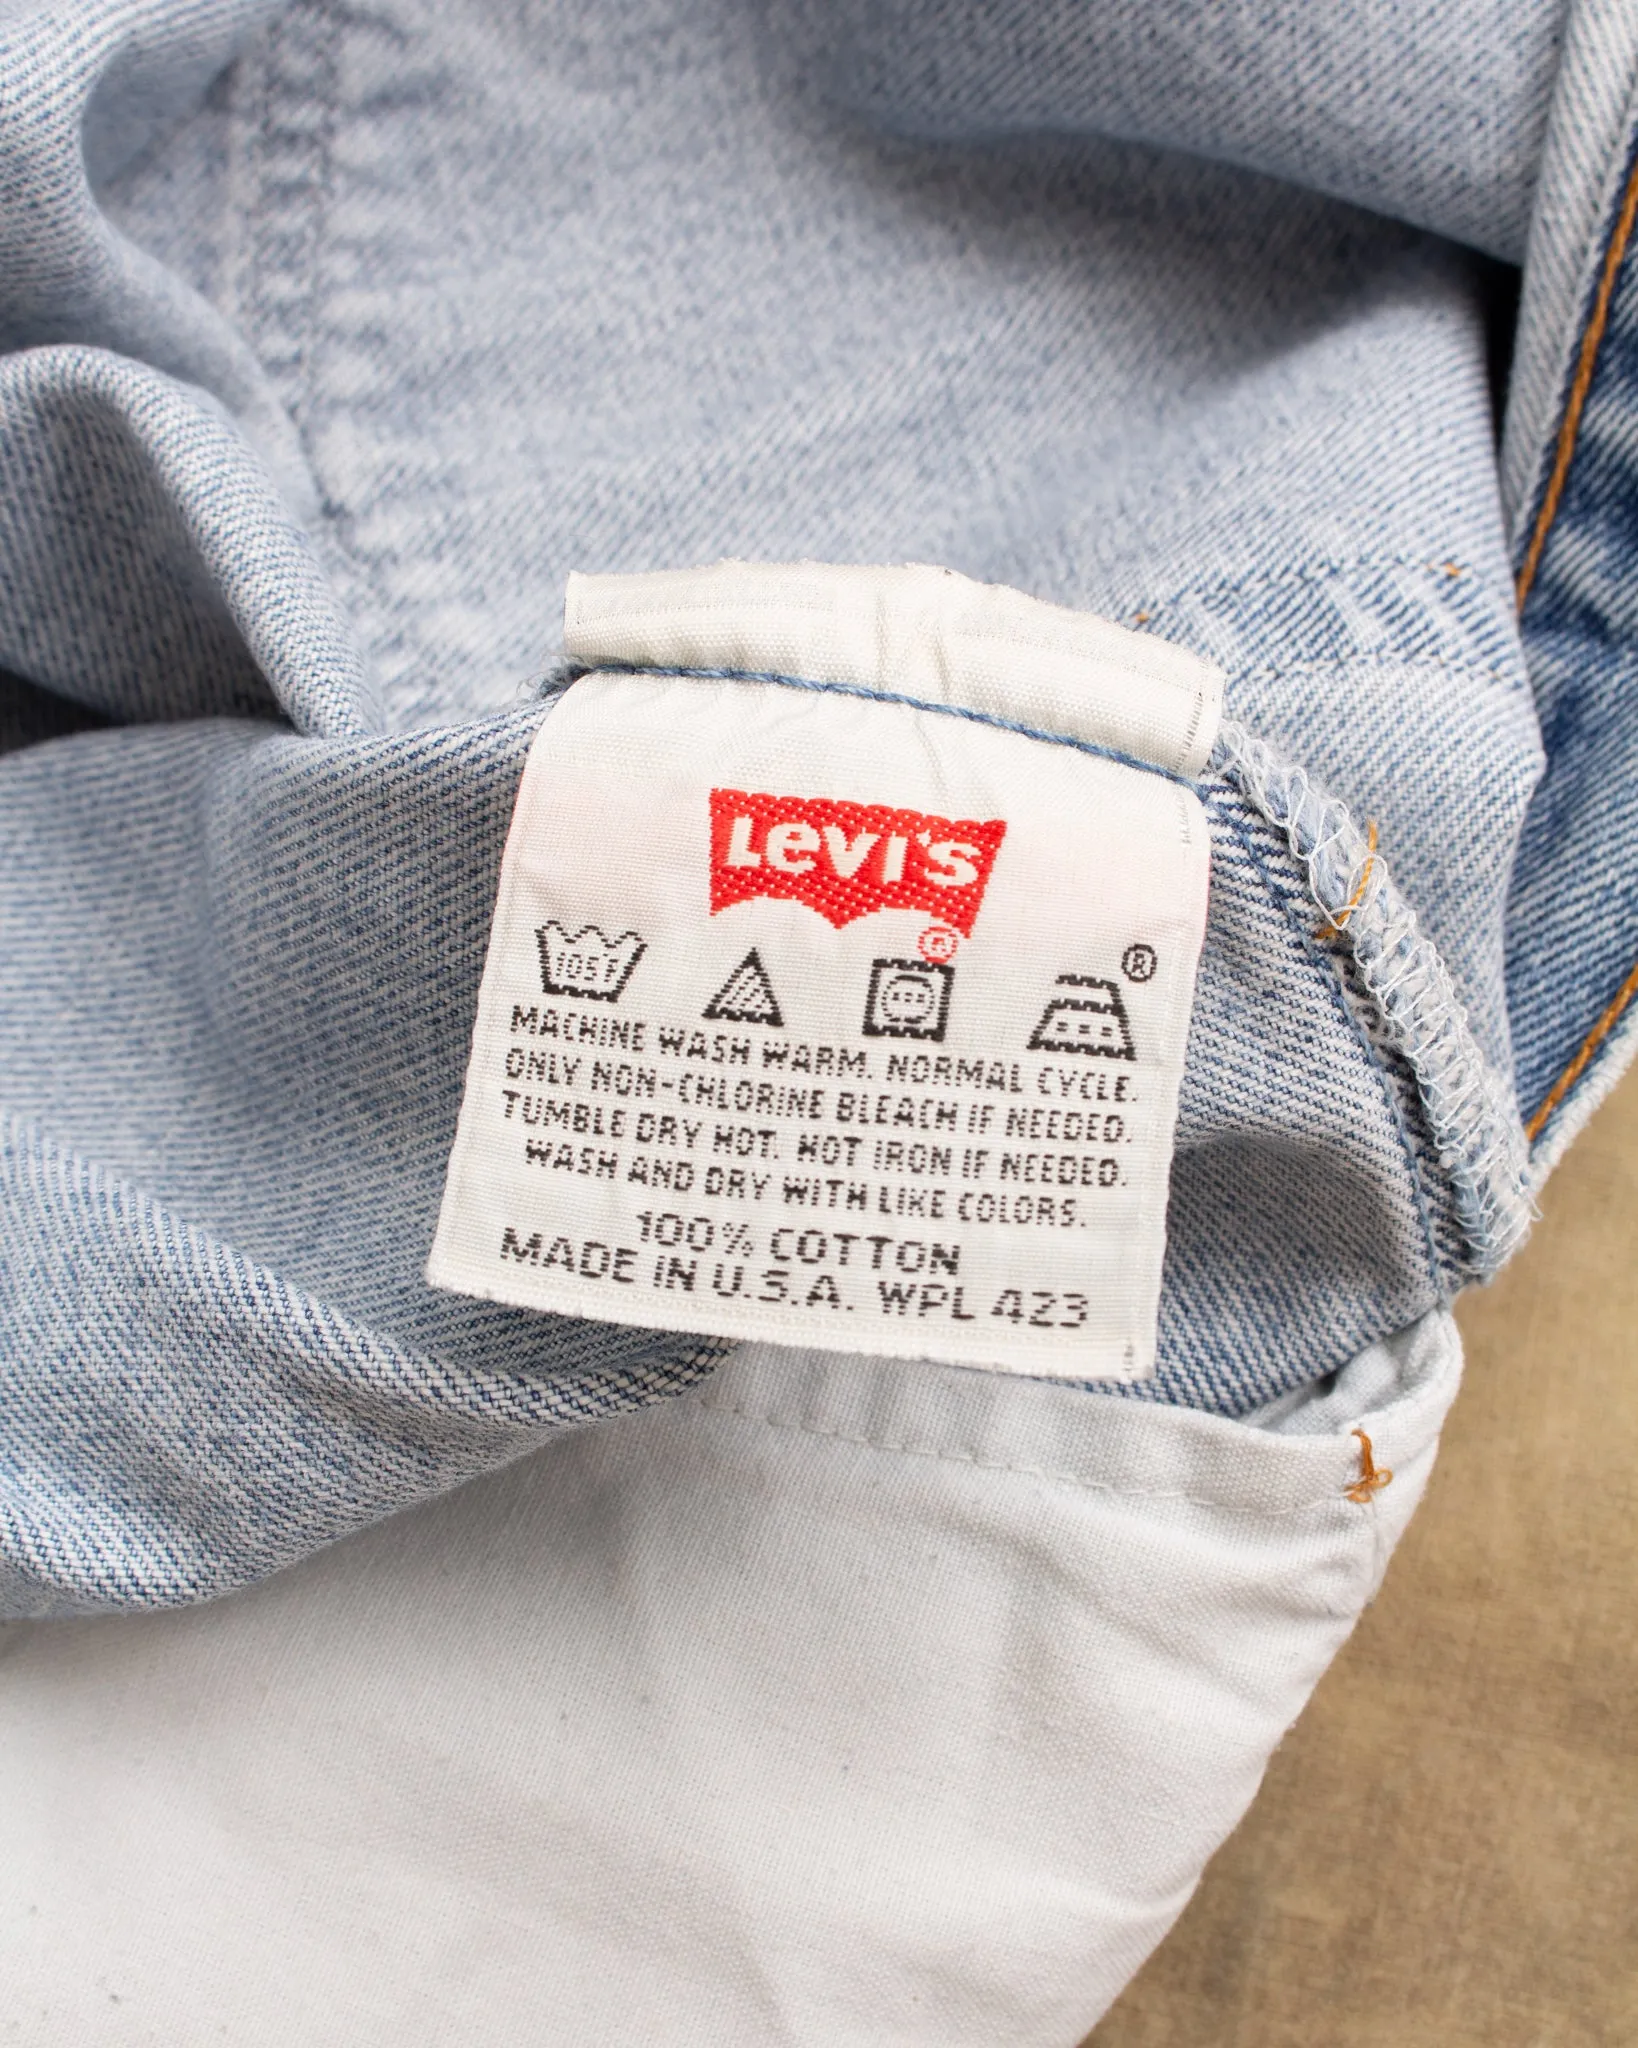 Levi's
®
®
105°F
MACHINE WASH WARM. NORMAL CYCLE.
ONLY NON-CHLORINE BLEACH IF NEEDED.
TUMBLE DRY HOT. HOT IRON IF NEEDED.
WASH AND DRY WITH LIKE COLORS.
100% COTTON
MADE IN U.S.A. WPL 423